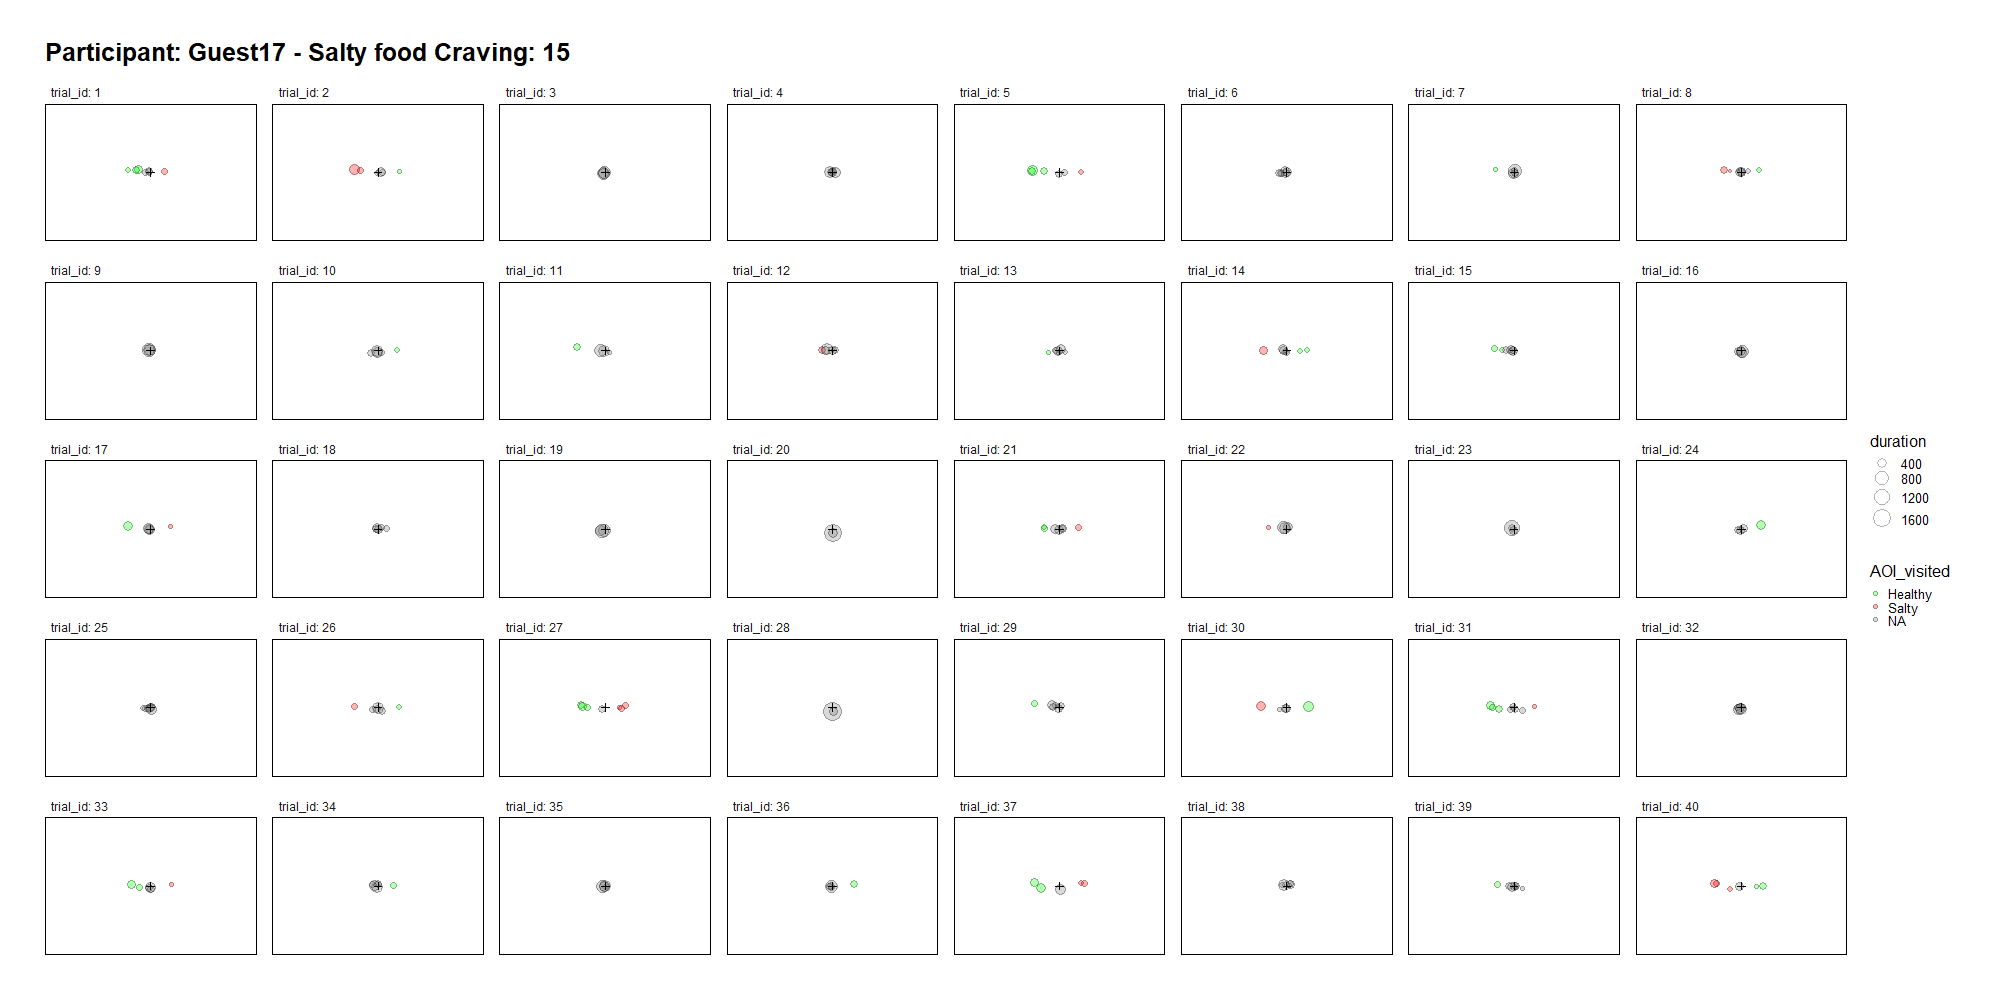 Participant: Guest17 - Salty food Craving: 15
trial_id: 1
trial_id: 2
trial_id: 3
trial_id: 4
trial_id: 5
trial_id: 6
trial_id: 7
trial_id: 8
trial_id: 9
trial_id: 10
trial_id: 11
trial_id: 12
trial_id: 13
trial_id: 14
trial_id: 15
trial_id: 16
trial_id: 17
trial_id: 18
trial_id: 19
trial_id: 20
trial_id: 21
trial_id: 22
trial_id: 23
trial_id: 24
trial_id: 25
trial_id: 26
trial_id: 27
trial_id: 28
trial_id: 29
trial_id: 30
trial_id: 31
trial_id: 32
trial_id: 33
trial_id: 34
trial_id: 35
trial_id: 36
trial_id: 37
trial_id: 38
trial_id: 39
trial_id: 40
duration
400
800
1200
1600
AOI_visited
Healthy
Salty
NA